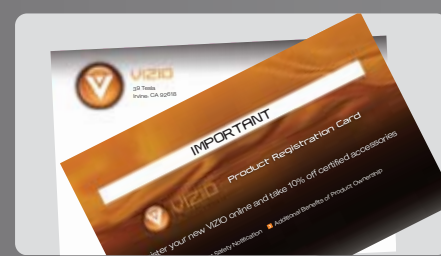 VIZIO
39 Tesla
Irvine, CA 92618
IMPORTANT
VIZIO Product Registration Card
ister your new VIZIO online and take 10% off certified accessories
Safety Notification Additional Benefits of Product Ownership